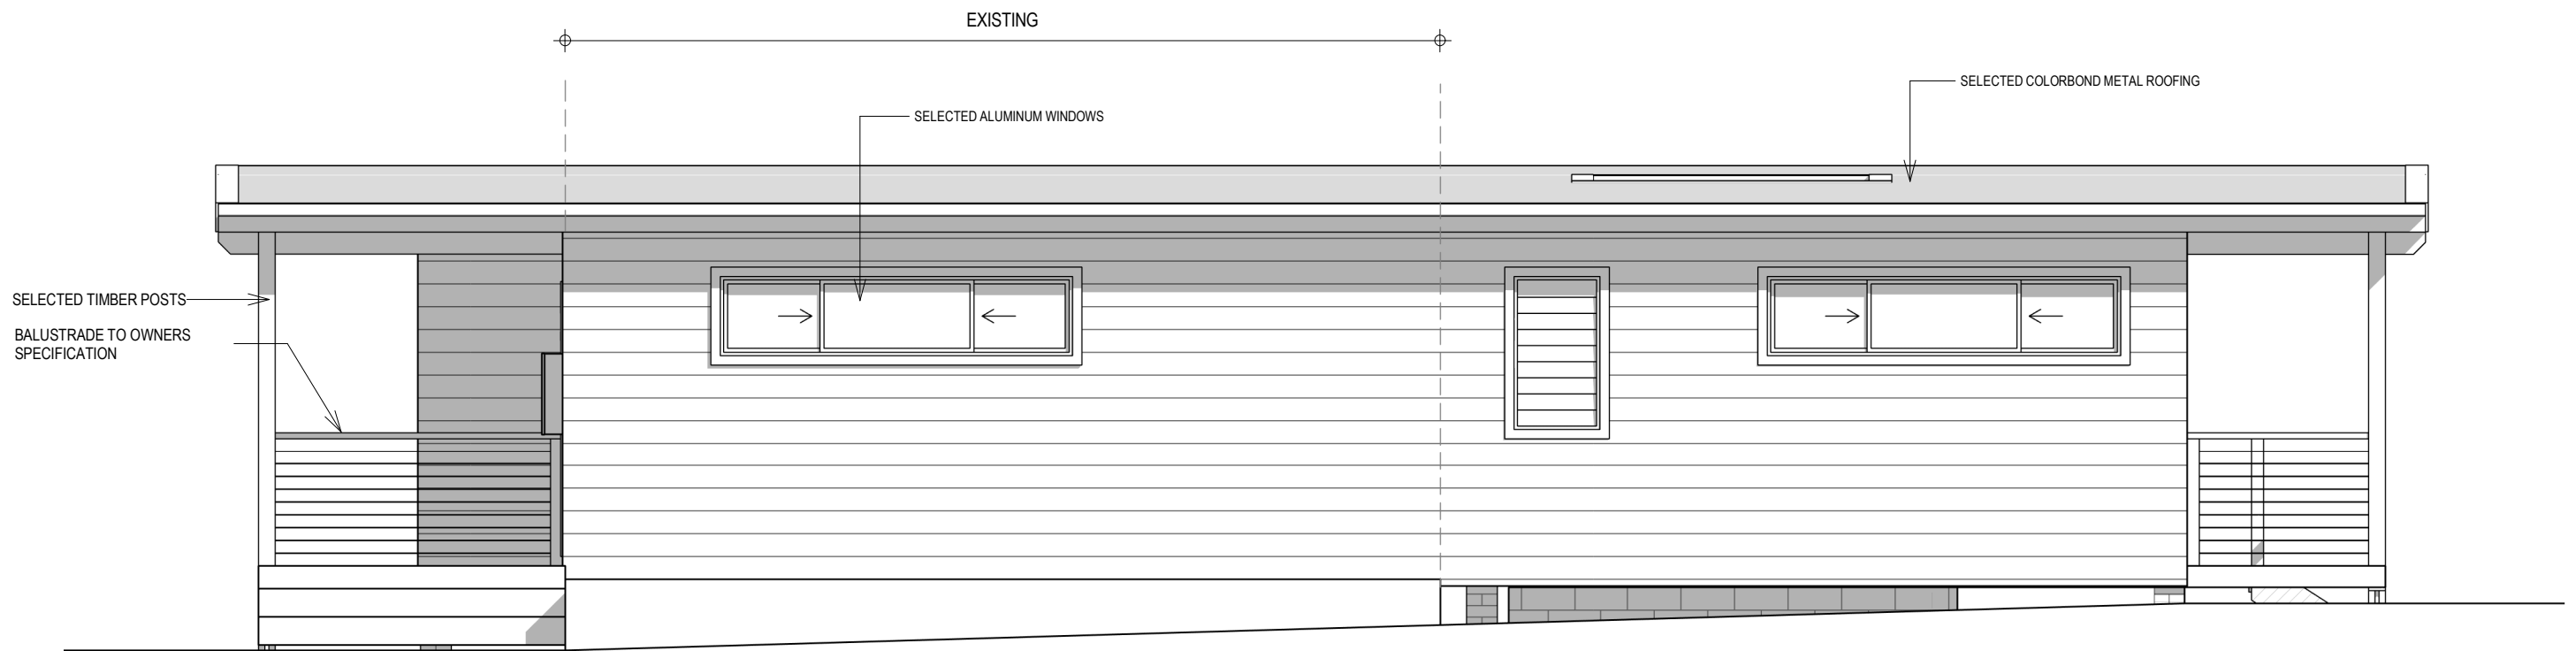 EXISTING
SELECTED COLORBOND METAL ROOFING
SELECTED ALUMINUM WINDOWS
SELECTED TIMBER POSTS
BALUSTRADE TO OWNERS
SPECIFICATION